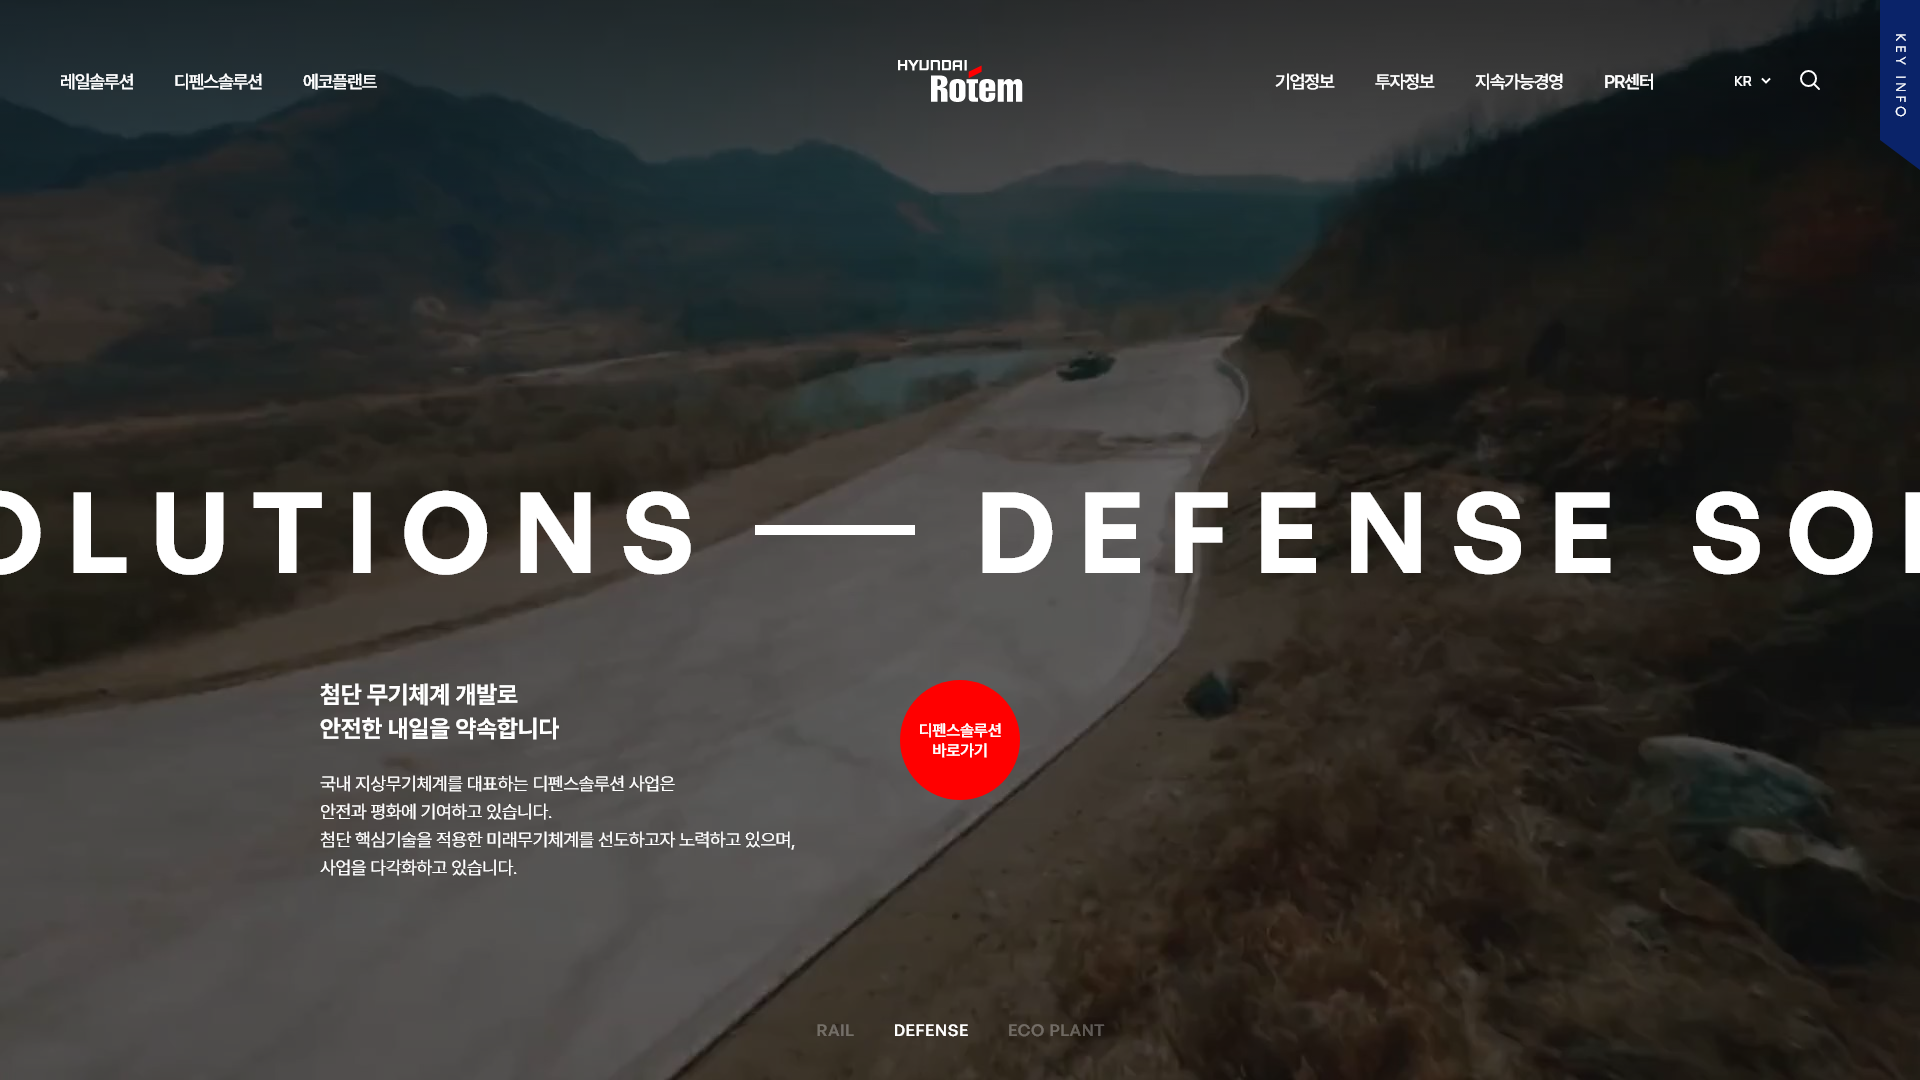 레일솔루션
디펜스솔루션
에코플랜트
HYUNDAI
Rotem
기업정보
투자정보
지속가능경영
PR센터
KR
KEY INFO
OLUTIONS — DEFENSE SOL
첨단 무기체계 개발로
안전한 내일을 약속합니다
국내 지상무기체계를 대표하는 디펜스솔루션 사업은
안전과 평화에 기여하고 있습니다.
첨단 핵심기술을 적용한 미래무기체계를 선도하고자 노력하고 있으며,
사업을 다각화하고 있습니다.
디펜스솔루션
바로가기
RAIL
DEFENSE
ECO PLANT